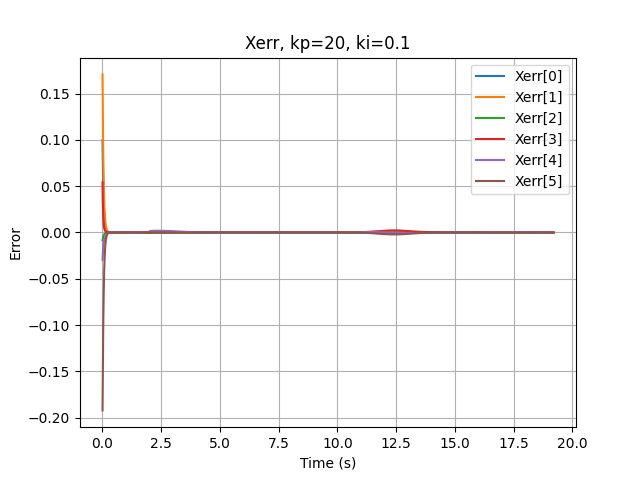 Xerr, kp=20, ki=0.1
Xerr[0]
Xerr[1]
Xerr[2]
Xerr[3]
Xerr[4]
Xerr[5]
0.15
0.10
0.05
0.00
−0.05
−0.10
−0.15
−0.20
Error
0.0 2.5 5.0 7.5 10.0 12.5 15.0 17.5 20.0
Time (s)